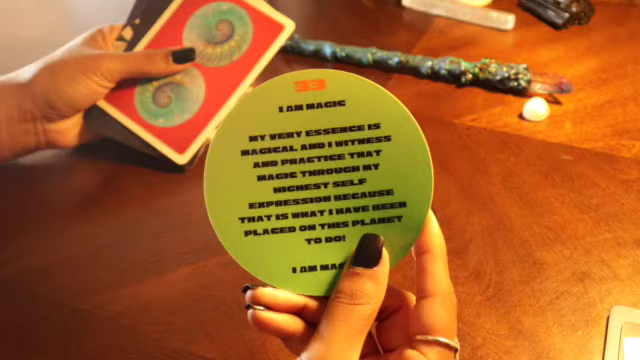 33
I AM MAGIC
MY VERY ESSENCE IS
MAGICAL AND I WITNESS
AND PRACTICE THAT
MAGIC THROUGH MY
HIGHEST SELF
EXPRESSION BECAUSE
THAT IS WHAT I HAVE BEEN
PLACED ON THIS PLANET
TO DO!
I AM MAG